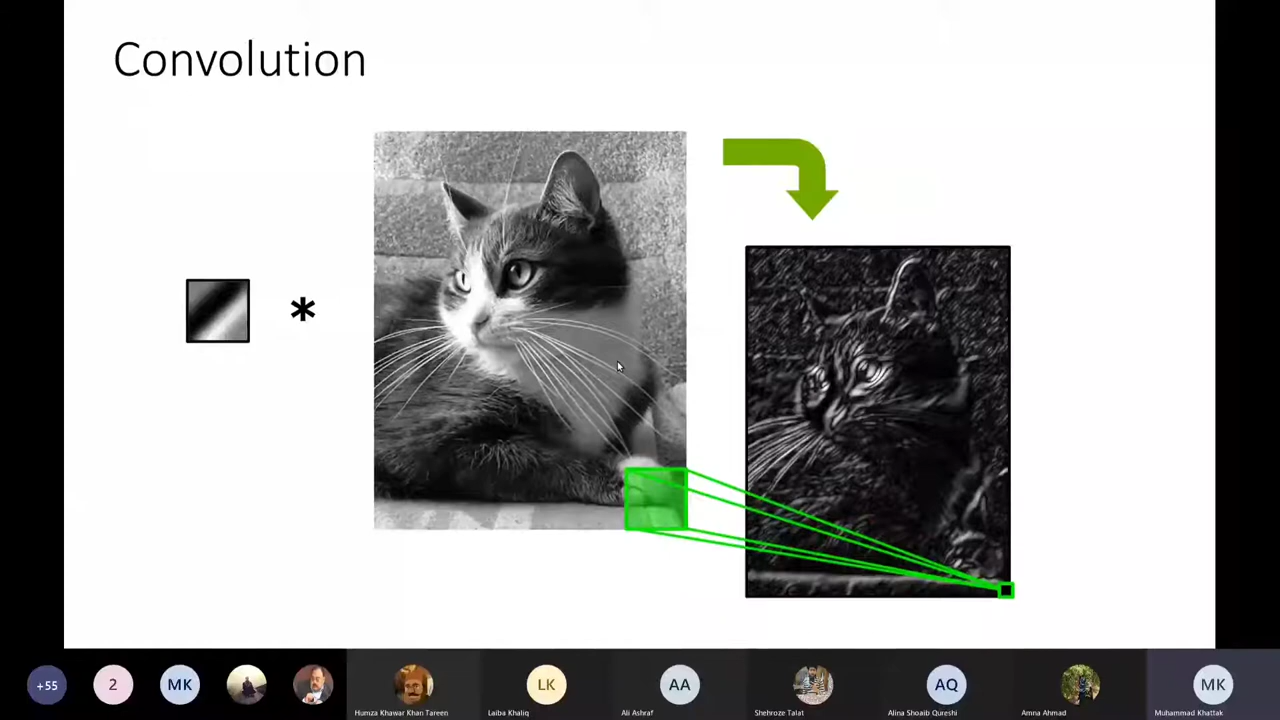 Convolution
*
+55
2
MK
LK
AA
AQ
MK
Humza Khawar Khan Tareen
Laiba Khaliq
Ali Ashraf
Shehroze Talat
Alina Shoaib Qureshi
Amna Ahmad
Muhammad Khattak